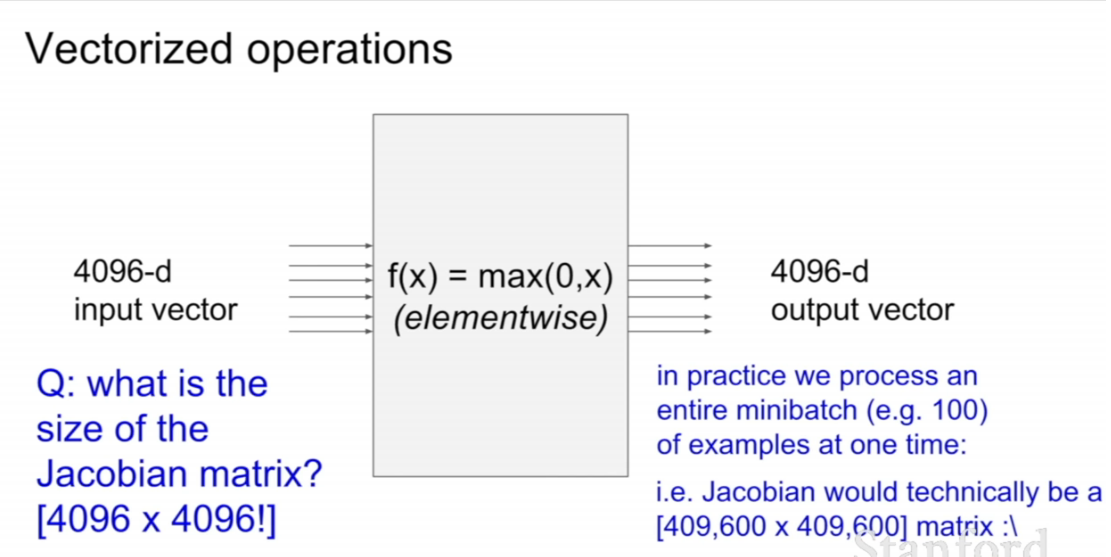 Vectorized operations
4096-d
input vector
f(x) = max(0,x)
(elementwise)
4096-d
output vector
Q: what is the
size of the
Jacobian matrix?
[4096 x 4096!]
in practice we process an
entire minibatch (e.g. 100)
of examples at one time:
i.e. Jacobian would technically be a
[409,600 x 409,600] matrix :\
Stanford